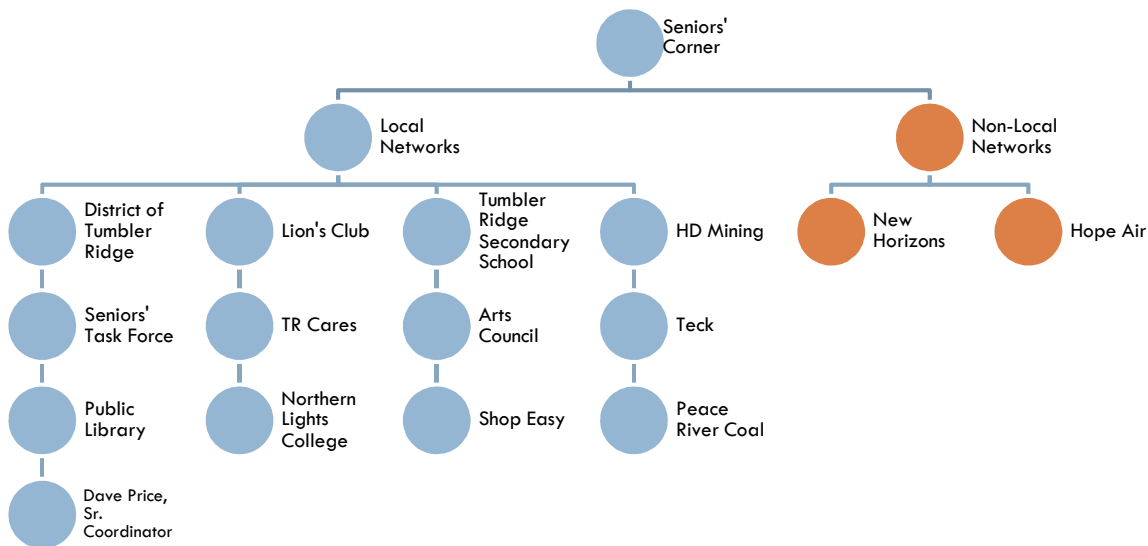 Seniors'
Corner
Local
Networks
Non-Local
Networks
District of
Tumbler
Ridge
Lion's Club
Tumbler
Ridge
Secondary
School
HD Mining
New
Horizons
Hope Air
Seniors'
Task Force
TR Cares
Arts
Council
Teck
Public
Library
Northern
Lights
College
Shop Easy
Peace
River Coal
Dave Price,
Sr.
Coordinator